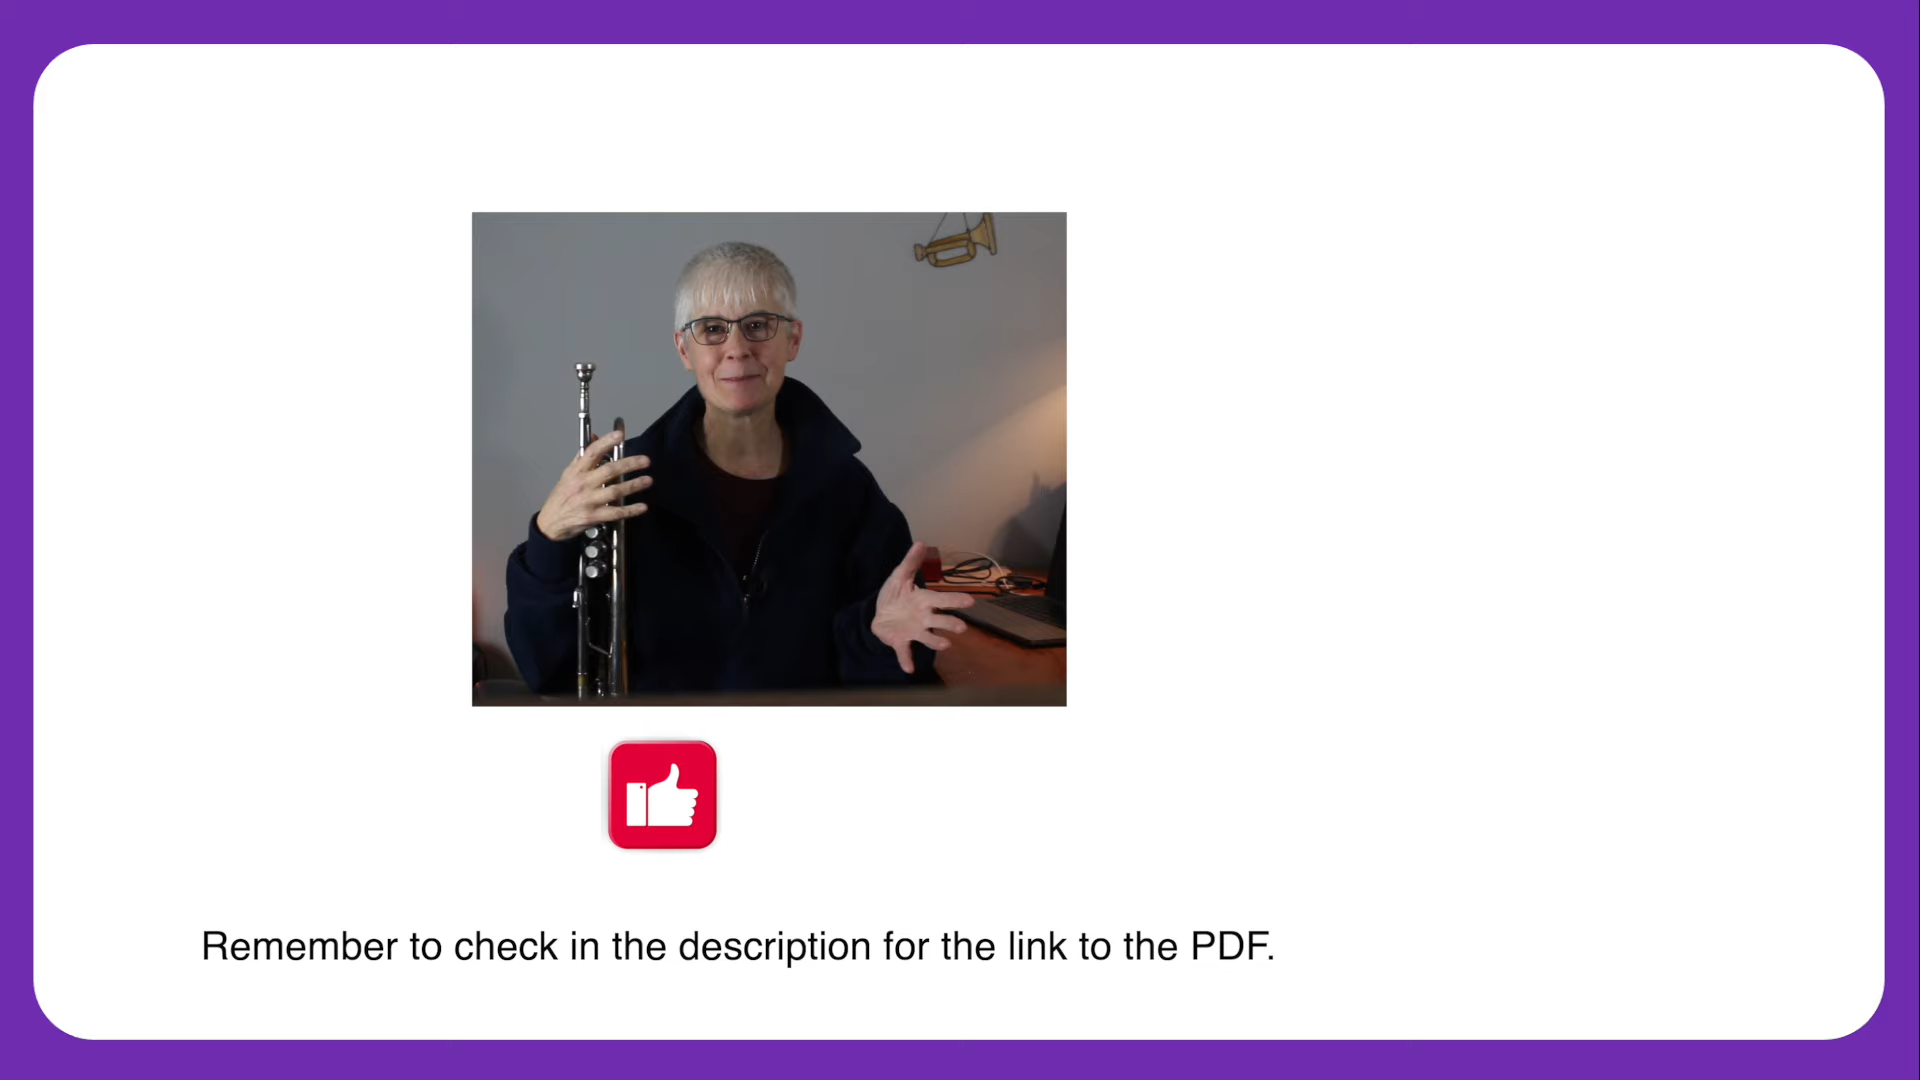 Remember to check in the description for the link to the PDF.